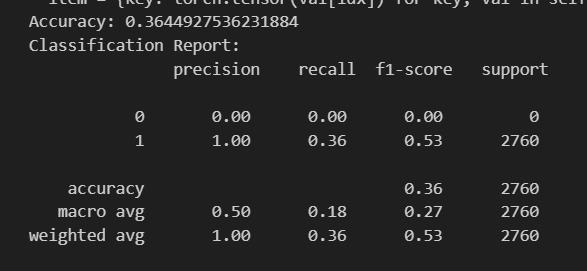 item = {key: torch.tensor(val[idx]) for key, val in self
Accuracy: 0.3644927536231884
Classification Report:
precision recall f1-score support
0 0.00 0.00 0.00 0
1 1.00 0.36 0.53 2760
accuracy 0.36 2760
macro avg 0.50 0.18 0.27 2760
weighted avg 1.00 0.36 0.53 2760